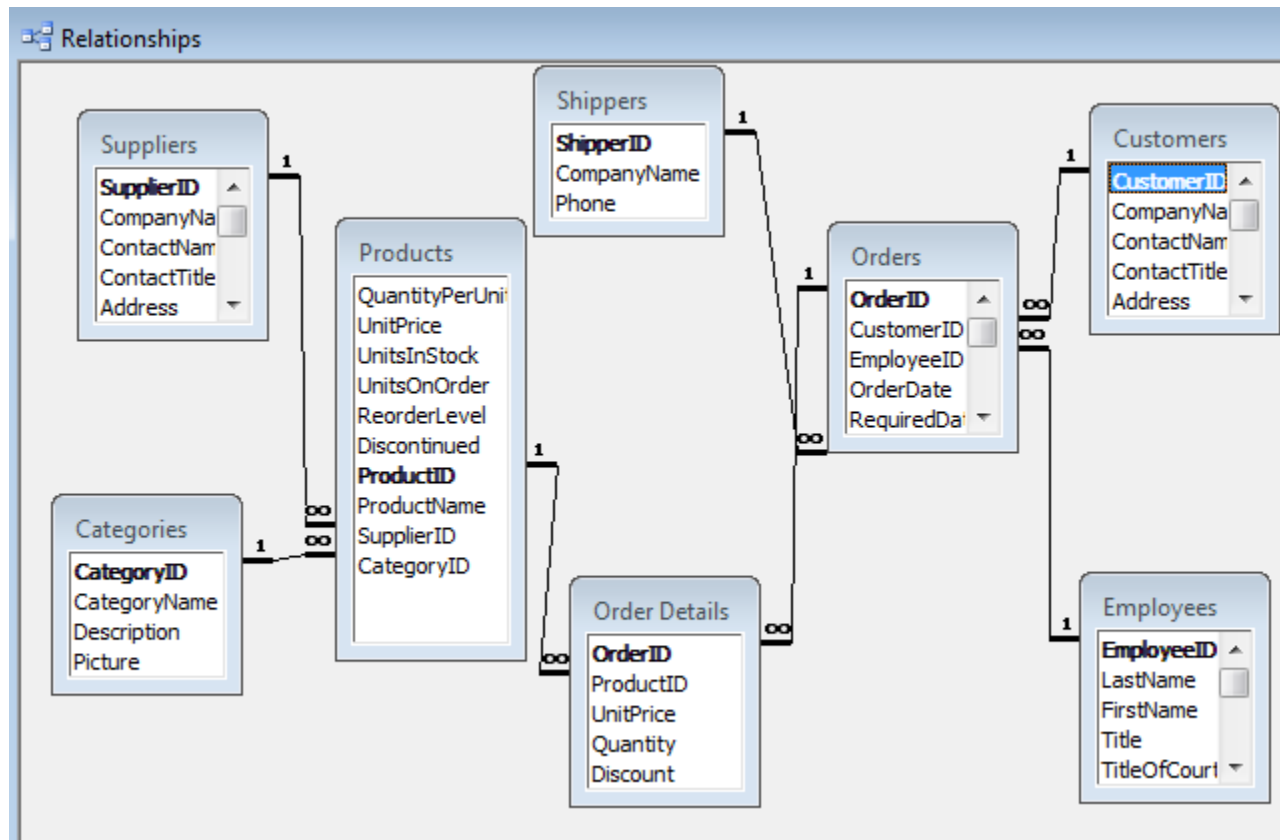 Relationships
Suppliers
SupplierID
CompanyNa
ContactNam
ContactTitle
Address
Categories
CategoryID
CategoryName
Description
Picture
Products
QuantityPerUni
UnitPrice
UnitsInStock
UnitsOnOrder
ReorderLevel
Discontinued
ProductID
ProductName
SupplierID
CategoryID
Shippers
ShipperID
CompanyName
Phone
Order Details
OrderID
ProductID
UnitPrice
Quantity
Discount
Orders
OrderID
CustomerID
EmployeeID
OrderDate
RequiredDat
Customers
CustomerID
CompanyNa
ContactNam
ContactTitle
Address
Employees
EmployeeID
LastName
FirstName
Title
TitleOfCourt
1
∞
1
∞
1
∞
1
∞
1
∞
1
∞
1
∞